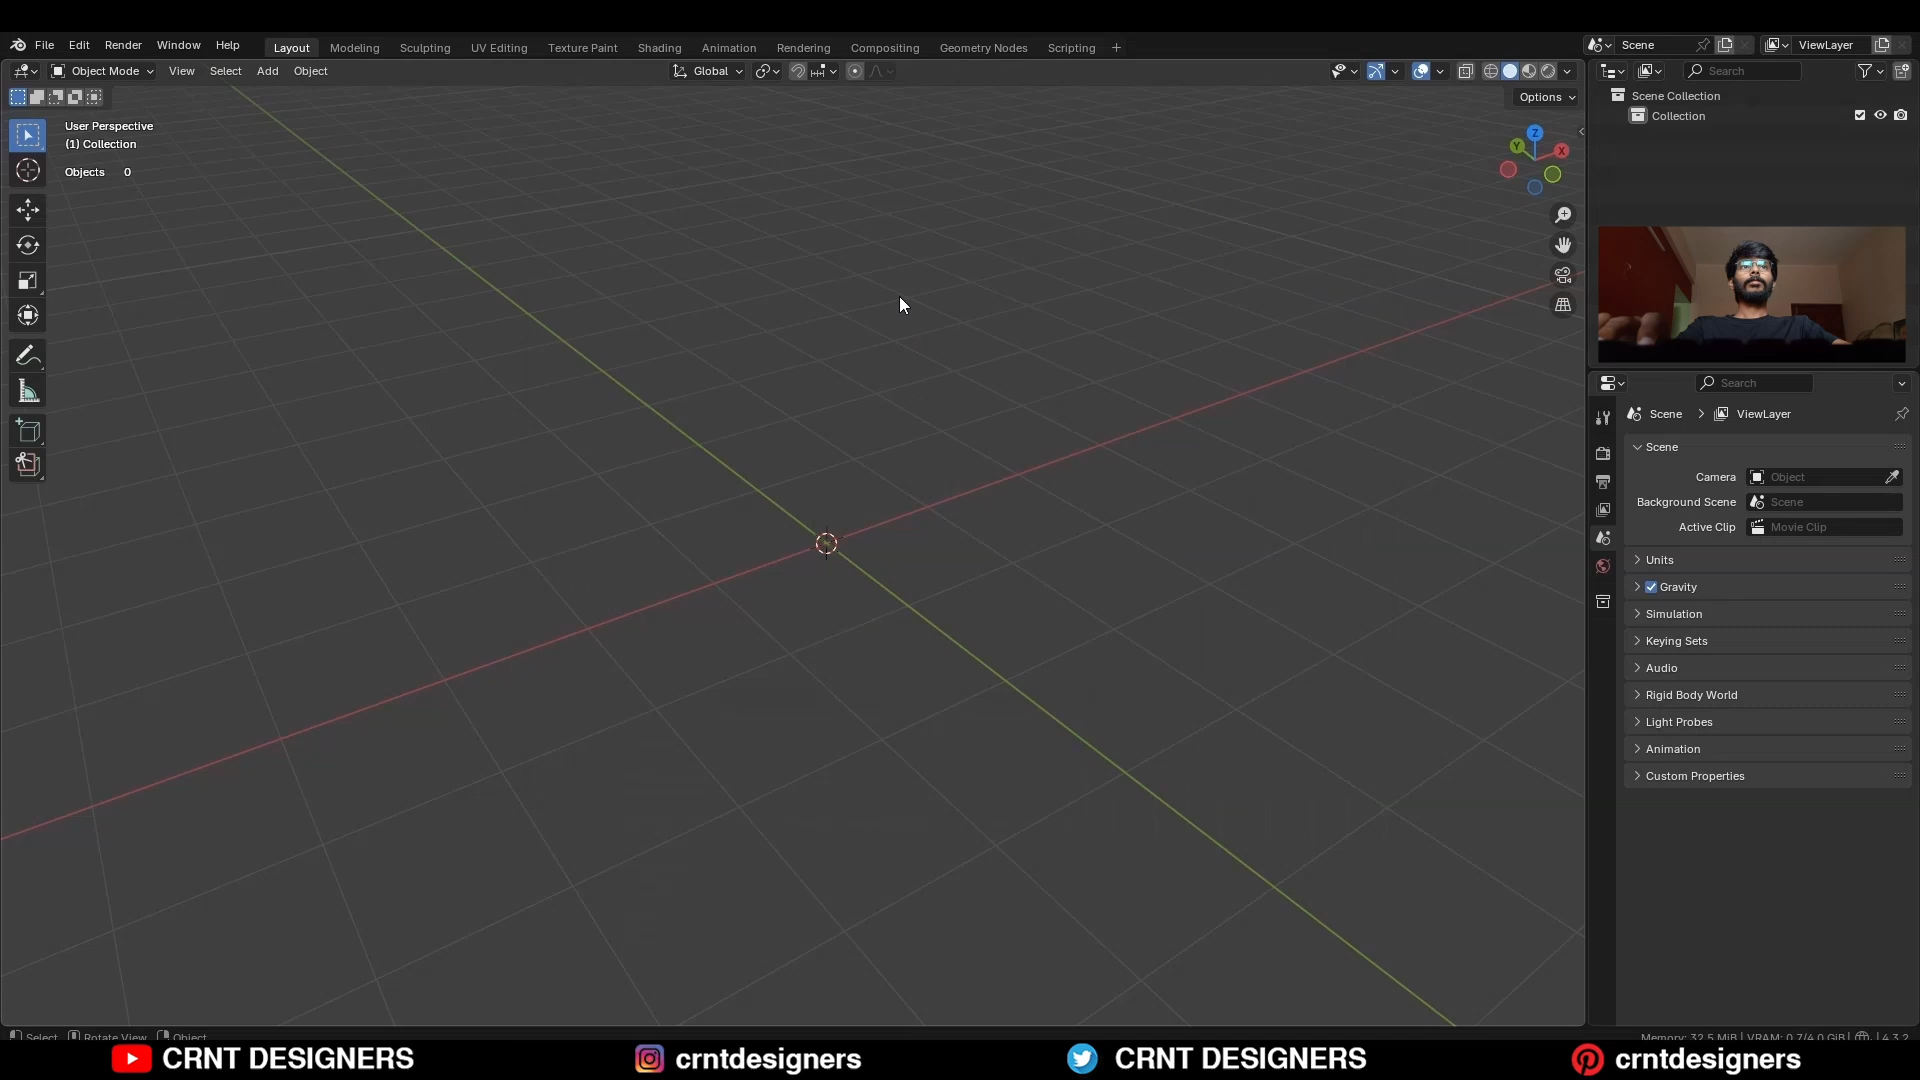 File Edit Render Window Help Layout Modeling Sculpting UV Editing Texture Paint Shading Animation Rendering Compositing Geometry Nodes Scripting + Scene ViewLayer
Object Mode View Select Add Object Global Search
Options
User Perspective
(1) Collection
Objects 0
Z
Y
X
Scene Collection
Collection
Search
Scene > ViewLayer
Scene
Camera Object
Background Scene Scene
Active Clip Movie Clip
Units
Gravity
Simulation
Keying Sets
Audio
Rigid Body World
Light Probes
Animation
Custom Properties
Select Rotate View Object Memory: 32.5 MiB | VRAM: 0.7/4.0 GiB | 4.3.2
CRNT DESIGNERS crntdesigners CRNT DESIGNERS crntdesigners